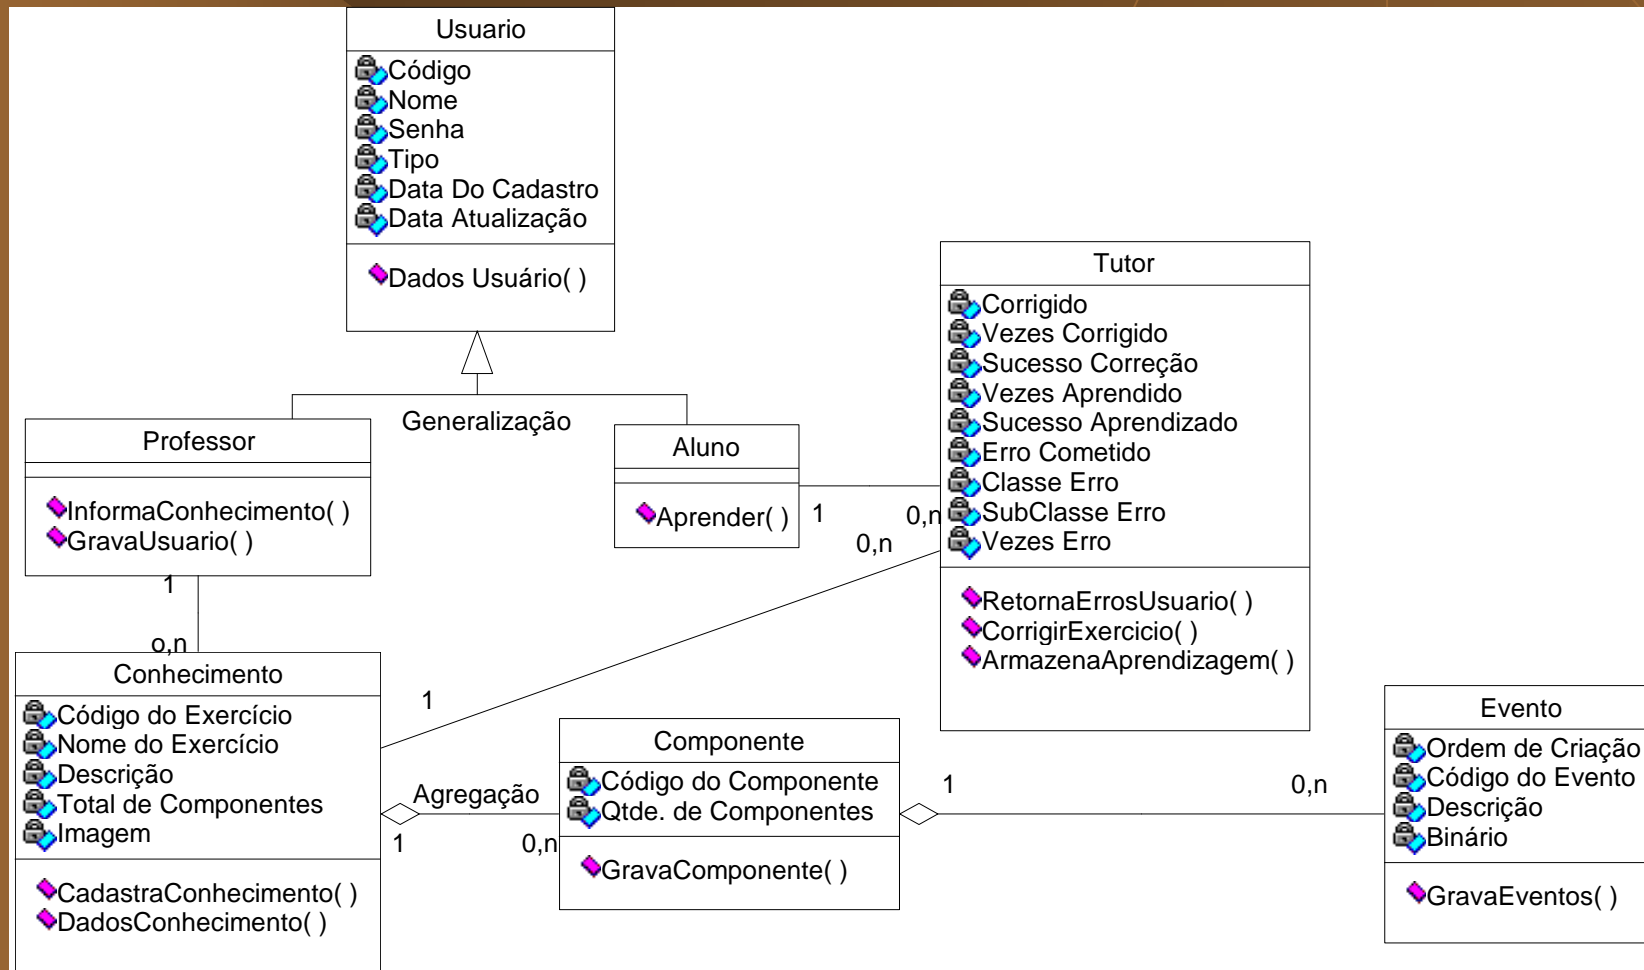 Usuario
Código
Nome
Senha
Tipo
Data Do Cadastro
Data Atualização
Dados Usuário( )
Generalização
Professor
InformaConhecimento( )
GravaUsuario( )
Aluno
Aprender( )
Tutor
Corrigido
Vezes Corrigido
Sucesso Correção
Vezes Aprendido
Sucesso Aprendizado
Erro Cometido
Classe Erro
SubClasse Erro
Vezes Erro
RetornaErrosUsuario( )
CorrigirExercicio( )
ArmazenaAprendizagem( )
1
0,n
0,n
1
1
o,n
Conhecimento
Código do Exercício
Nome do Exercício
Descrição
Total de Componentes
Imagem
CadastraConhecimento( )
DadosConhecimento( )
Agregação
1
0,n
Componente
Código do Componente
Qtde. de Componentes
GravaComponente( )
1
0,n
Evento
Ordem de Criação
Código do Evento
Descrição
Binário
GravaEventos( )